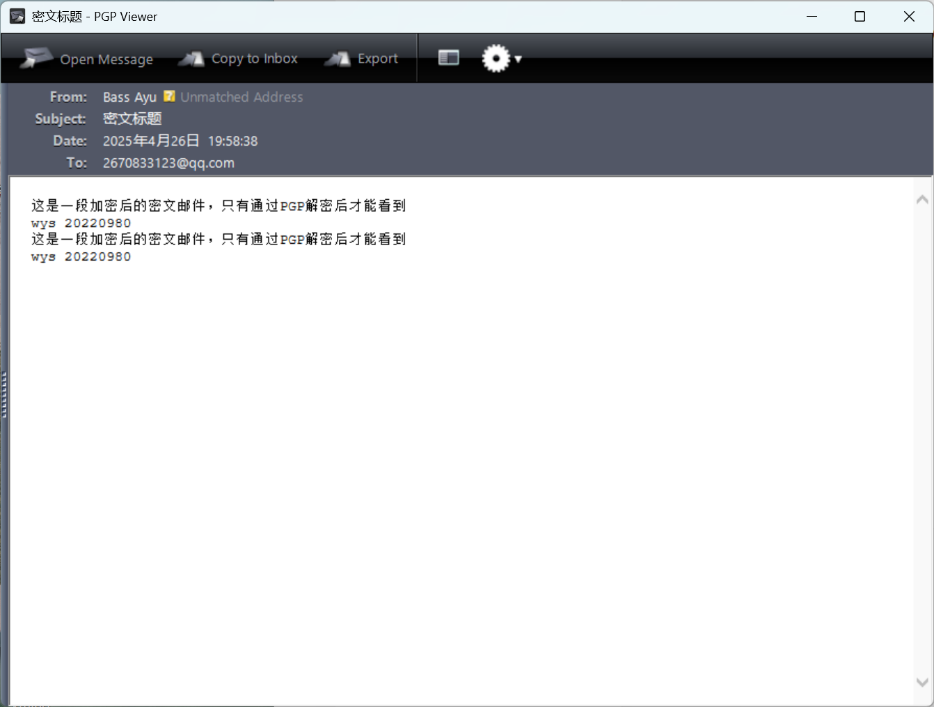 密文标题 - PGP Viewer
Open Message Copy to Inbox Export
From: Bass Ayu Unmatched Address
Subject: 密文标题
Date: 2025年4月26日 19:58:38
To: 2670833123@qq.com
这是一段加密后的密文邮件，只有通过PGP解密后才能看到
wys 20220980
这是一段加密后的密文邮件，只有通过PGP解密后才能看到
wys 20220980